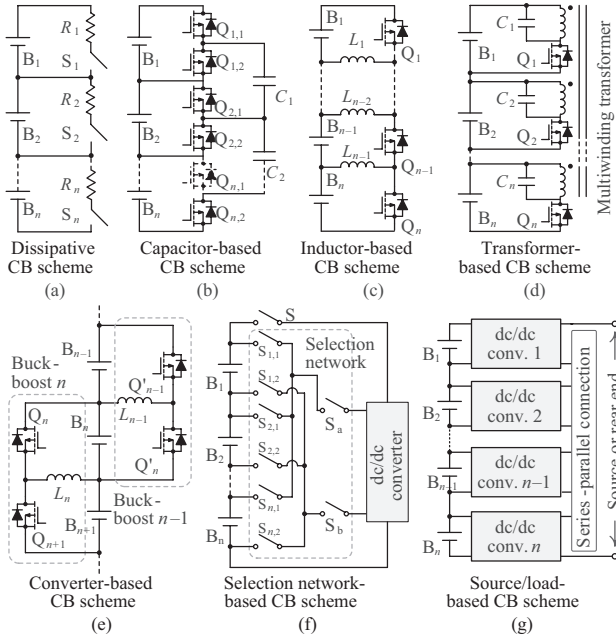 B₁
R₁
S₁
B₂
R₂
S₂
Bₙ
Rₙ
Sₙ
Dissipative
CB scheme
(a)
B₁
B₂
Bₙ
Q₁,₁
Q₁,₂
Q₂,₁
Q₂,₂
Qₙ,₁
Qₙ,₂
C₁
C₂
Capacitor-based
CB scheme
(b)
B₁
L₁
Q₁
Lₙ₋₂
Bₙ₋₁
Lₙ₋₁
Qₙ₋₁
Bₙ
Qₙ
Inductor-based
CB scheme
(c)
C₁
B₁
Q₁
C₂
B₂
Q₂
Cₙ
Bₙ
Qₙ
Multiwinding transformer
Transformer-
based CB scheme
(d)
Buck-
boost n
Bₙ₋₁
Q'ₙ₋₁
Lₙ₋₁
Qₙ
Bₙ
Q'ₙ
Lₙ
Bₙ₊₁
Qₙ₊₁
Buck-
boost n−1
Converter-based
CB scheme
(e)
S
Selection
network
B₁
S₁,₁
S₁,₂
S₂,₁
B₂
S₂,₂
Sₙ,₁
Bₙ
Sₙ,₂
Sₐ
S_b
dc/dc
converter
Selection network-
based CB scheme
(f)
B₁
dc/dc
conv. 1
B₂
dc/dc
conv. 2
Bₙ₊₁
dc/dc
conv. n−1
Bₙ
dc/dc
conv. n
Series -parallel connection
Source or rear end
Source/load-
based CB scheme
(g)